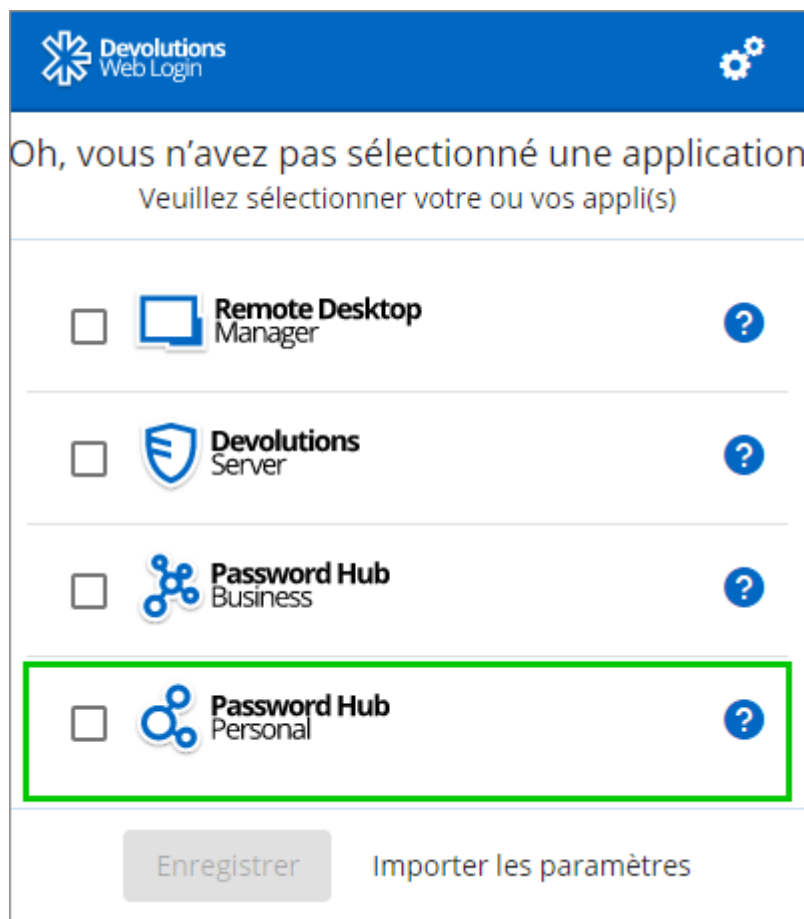 Devolutions
Web Login
Oh, vous n’avez pas sélectionné une application
Veuillez sélectionner votre ou vos appli(s)
Remote Desktop
Manager
?
Devolutions
Server
?
Password Hub
Business
?
Password Hub
Personal
?
Enregistrer Importer les paramètres